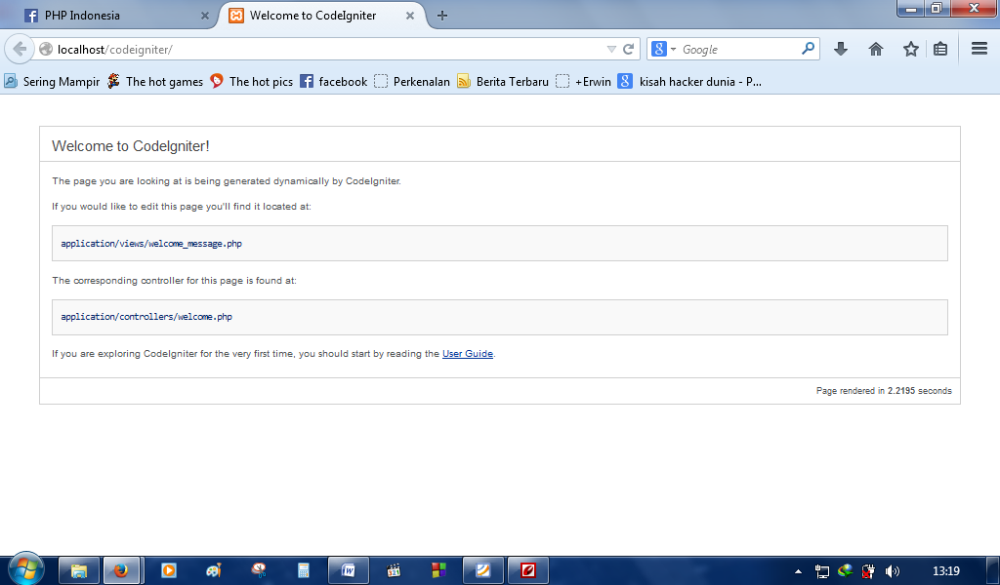 PHP Indonesia
Welcome to CodeIgniter
localhost/codeigniter/
Google
Sering Mampir
The hot games
The hot pics
facebook
Perkenalan
Berita Terbaru
+Erwin
kisah hacker dunia - P...
Welcome to CodeIgniter!
The page you are looking at is being generated dynamically by CodeIgniter.
If you would like to edit this page you'll find it located at:
application/views/welcome_message.php
The corresponding controller for this page is found at:
application/controllers/welcome.php
If you are exploring CodeIgniter for the very first time, you should start by reading the User Guide.
Page rendered in 2.2195 seconds
13:19